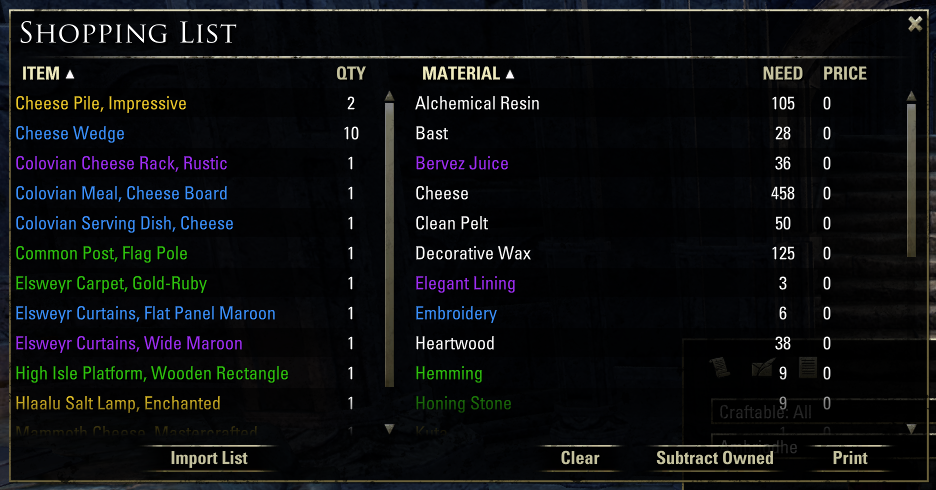 Shopping List
ITEM QTY MATERIAL NEED PRICE
Cheese Pile, Impressive 2 Alchemical Resin 105 0
Cheese Wedge 10 Bast 28 0
Colovian Cheese Rack, Rustic 1 Bervez Juice 36 0
Colovian Meal, Cheese Board 1 Cheese 458 0
Colovian Serving Dish, Cheese 1 Clean Pelt 50 0
Common Post, Flag Pole 1 Decorative Wax 125 0
Elsweyr Carpet, Gold-Ruby 1 Elegant Lining 3 0
Elsweyr Curtains, Flat Panel Maroon 1 Embroidery 6 0
Elsweyr Curtains, Wide Maroon 1 Heartwood 38 0
High Isle Platform, Wooden Rectangle 1 Hemming 9 0
Hlaalu Salt Lamp, Enchanted 1 Honing Stone 9 0
Craftable: All
Mammoth Cheese, Mastercrafted 1
Import List Clear Subtract Owned Print